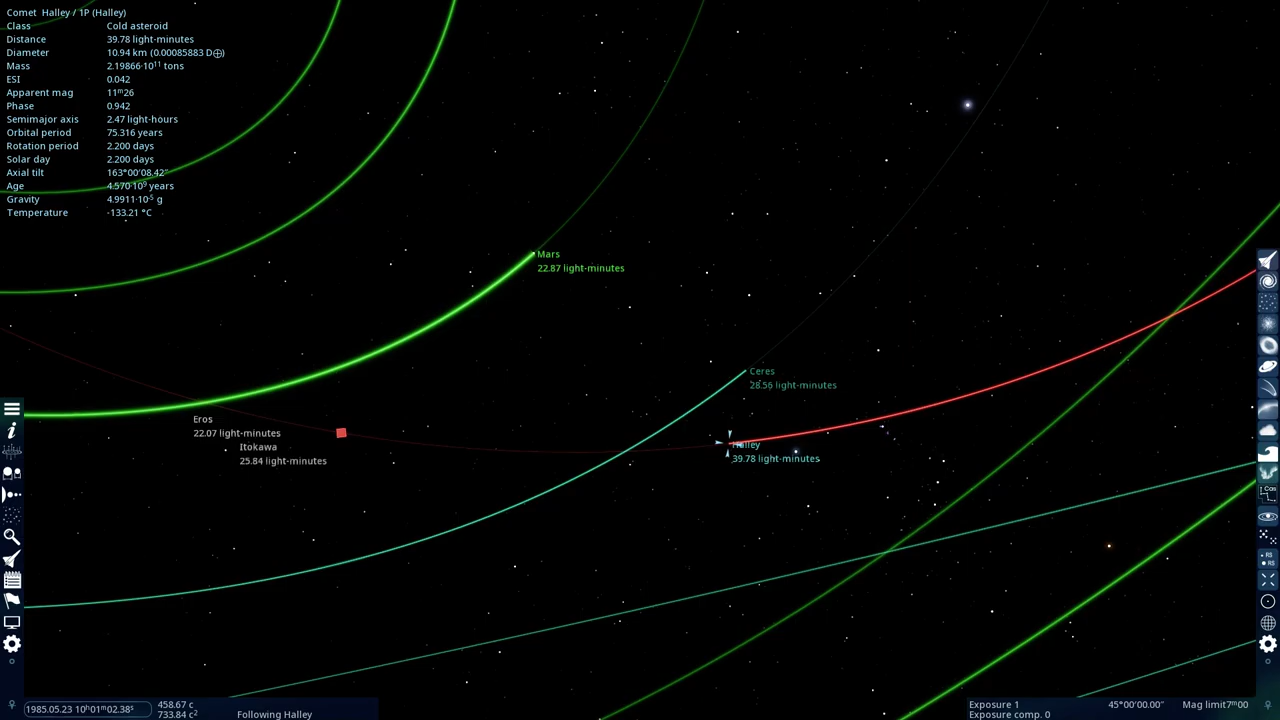 Comet Halley / 1P (Halley)
Class Cold asteroid
Distance 39.78 light-minutes
Diameter 10.94 km (0.00085883 D⊕)
Mass 2.19866·10¹¹ tons
ESI 0.042
Apparent mag 11ᵐ26
Phase 0.942
Semimajor axis 2.47 light-hours
Orbital period 75.316 years
Rotation period 2.200 days
Solar day 2.200 days
Axial tilt 163°00'08.42"
Age 4.570·10⁹ years
Gravity 4.9911·10⁻⁵ g
Temperature -133.21 °C
Mars
22.87 light-minutes
Ceres
28.56 light-minutes
Eros
22.07 light-minutes
Itokawa
25.84 light-minutes
Halley
39.78 light-minutes
RS
RS
1985.05.23 10ʰ01ᵐ02.38ˢ
458.67 c
733.84 c²
Following Halley
Exposure 1
Exposure comp. 0
45°00'00.00"
Mag limit 7ᵐ00